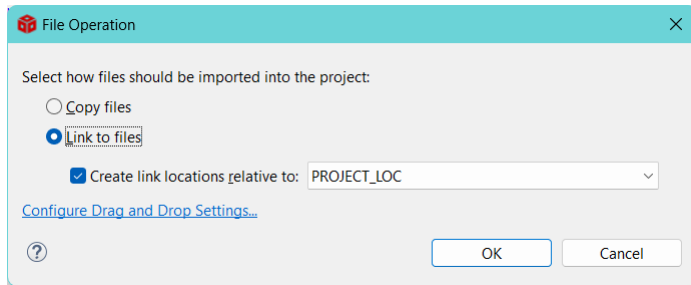 File Operation
Select how files should be imported into the project:
Copy files
Link to files
Create link locations relative to: PROJECT_LOC
Configure Drag and Drop Settings...
?
OK Cancel